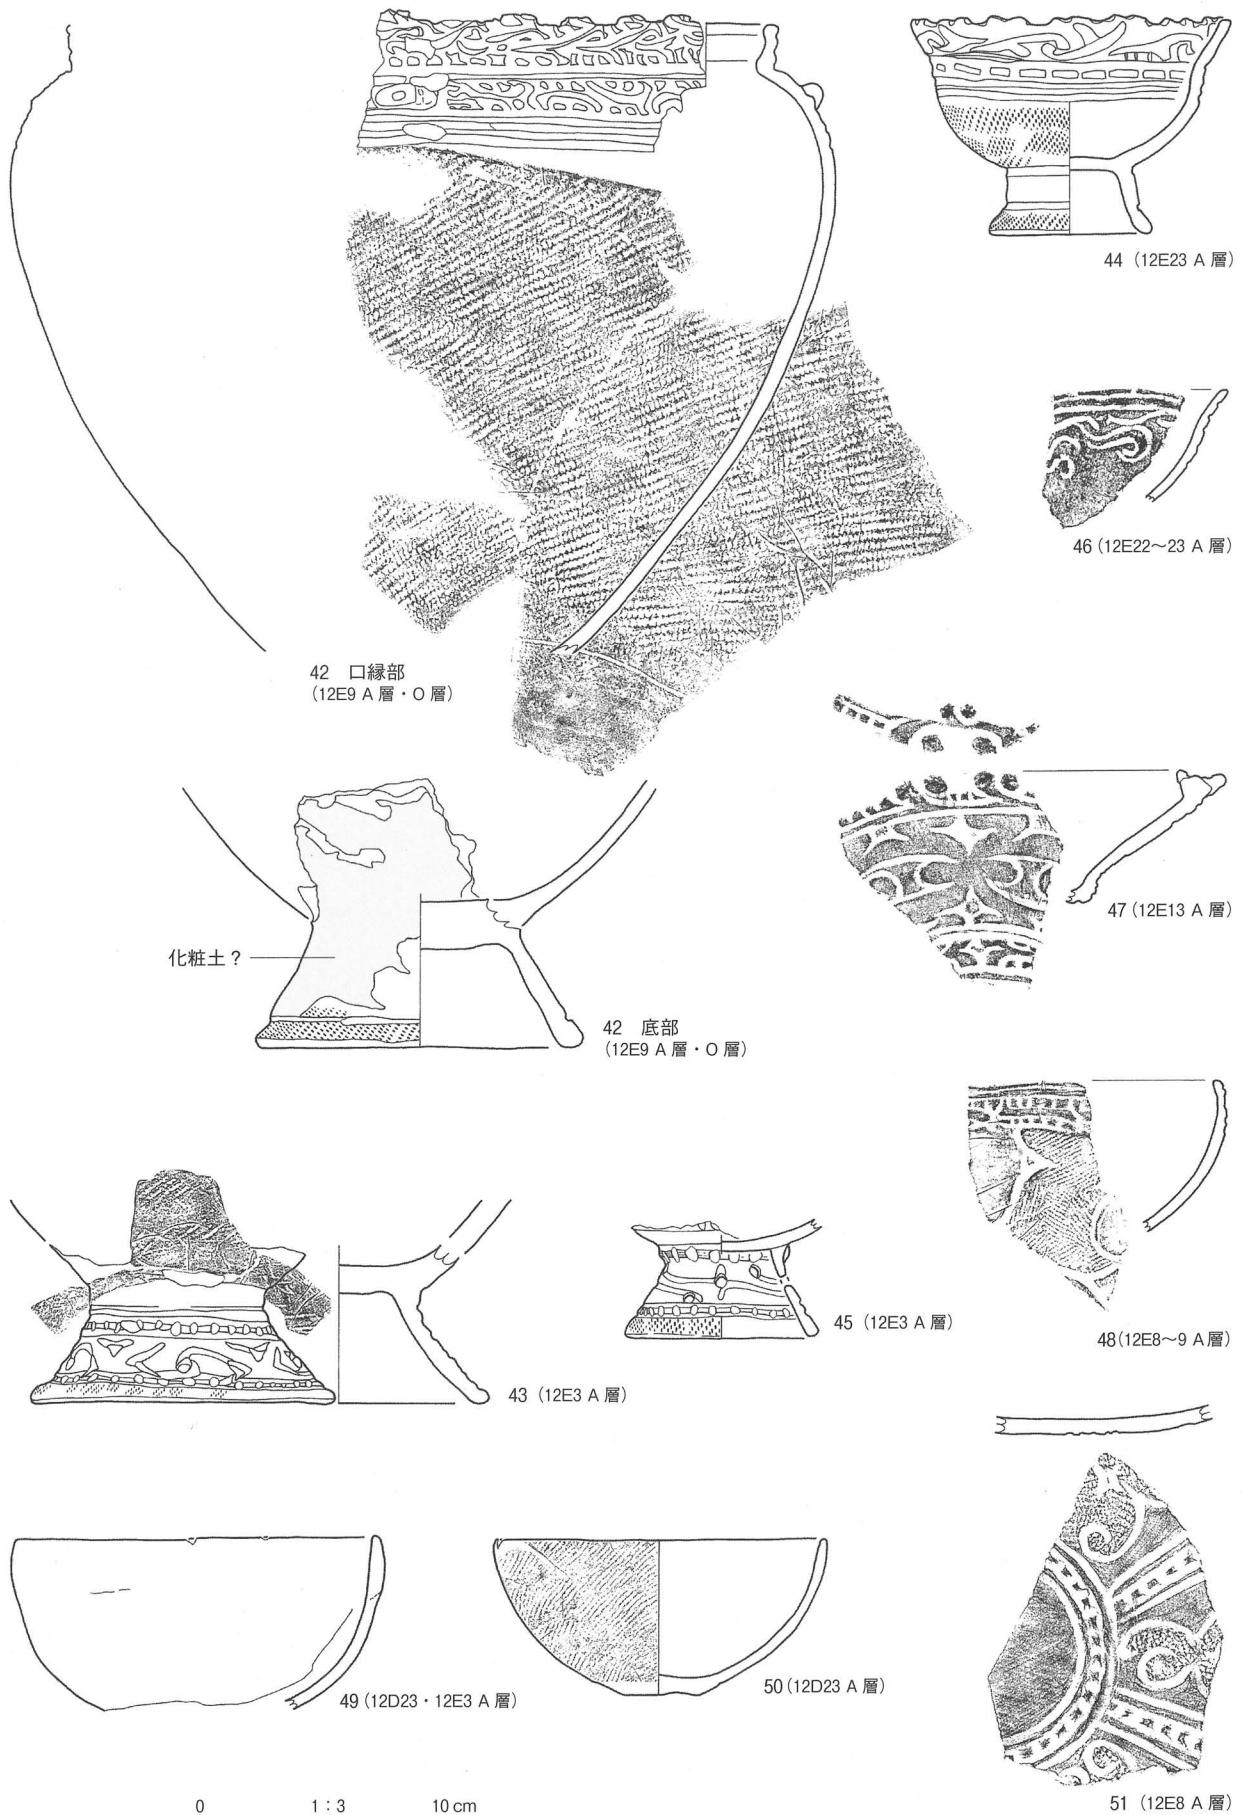 44 (12E23 A 層)
46 (12E22～23 A 層)
42 口縁部
(12E9 A 層・O 層)
47 (12E13 A 層)
化粧土?
42 底部
(12E9 A 層・O 層)
45 (12E3 A 層)
48 (12E8～9 A 層)
43 (12E3 A 層)
49 (12D23・12E3 A 層)
50 (12D23 A 層)
51 (12E8 A 層)
0 1:3 10 cm